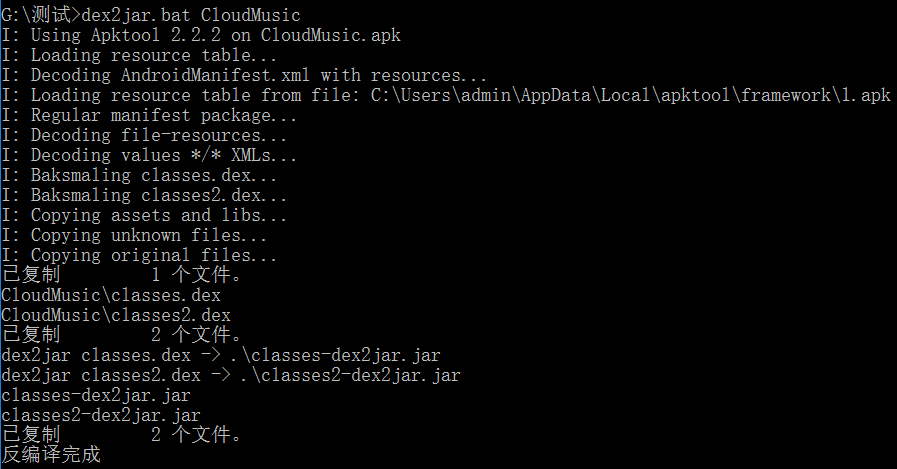 G:\测试>dex2jar.bat CloudMusic
I: Using Apktool 2.2.2 on CloudMusic.apk
I: Loading resource table...
I: Decoding AndroidManifest.xml with resources...
I: Loading resource table from file: C:\Users\admin\AppData\Local\apktool\framework\1.apk
I: Regular manifest package...
I: Decoding file-resources...
I: Decoding values */* XMLs...
I: Baksmaling classes.dex...
I: Baksmaling classes2.dex...
I: Copying assets and libs...
I: Copying unknown files...
I: Copying original files...
已复制         1 个文件。
CloudMusic\classes.dex
CloudMusic\classes2.dex
已复制         2 个文件。
dex2jar classes.dex -> .\classes-dex2jar.jar
dex2jar classes2.dex -> .\classes2-dex2jar.jar
classes-dex2jar.jar
classes2-dex2jar.jar
已复制         2 个文件。
反编译完成